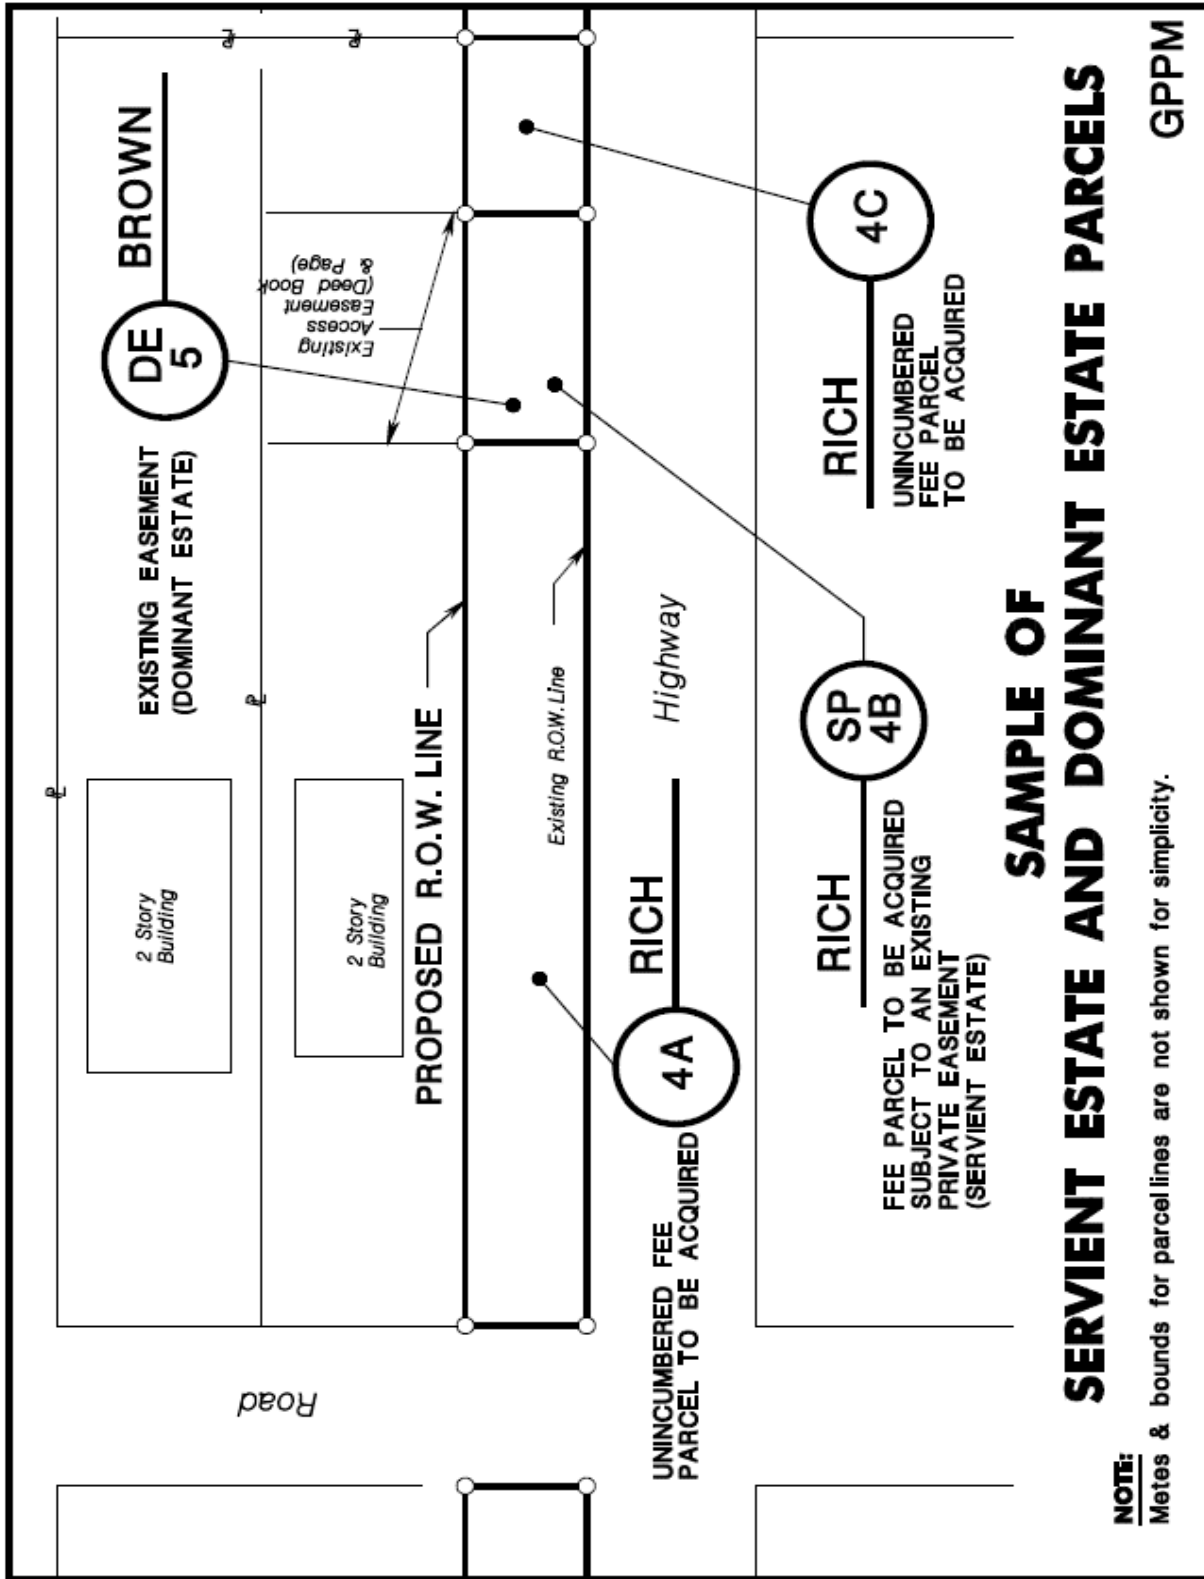 EXISTING EASEMENT
(DOMINANT ESTATE)
DE
5
BROWN
Existing
Access
Easement
(Deed Book
& Page)
2 Story
Building
2 Story
Building
PL
PL
PL
PL
Road
PROPOSED R.O.W. LINE
Existing R.O.W. Line
Highway
UNINCUMBERED FEE
PARCEL TO BE ACQUIRED
4A
RICH
RICH
SP
4B
FEE PARCEL TO BE ACQUIRED
SUBJECT TO AN EXISTING
PRIVATE EASEMENT
(SERVIENT ESTATE)
RICH
4C
UNINCUMBERED
FEE PARCEL
TO BE ACQUIRED
SAMPLE OF
SERVIENT ESTATE AND DOMINANT ESTATE PARCELS
NOTE:
Metes & bounds for parcel lines are not shown for simplicity.
GPPM